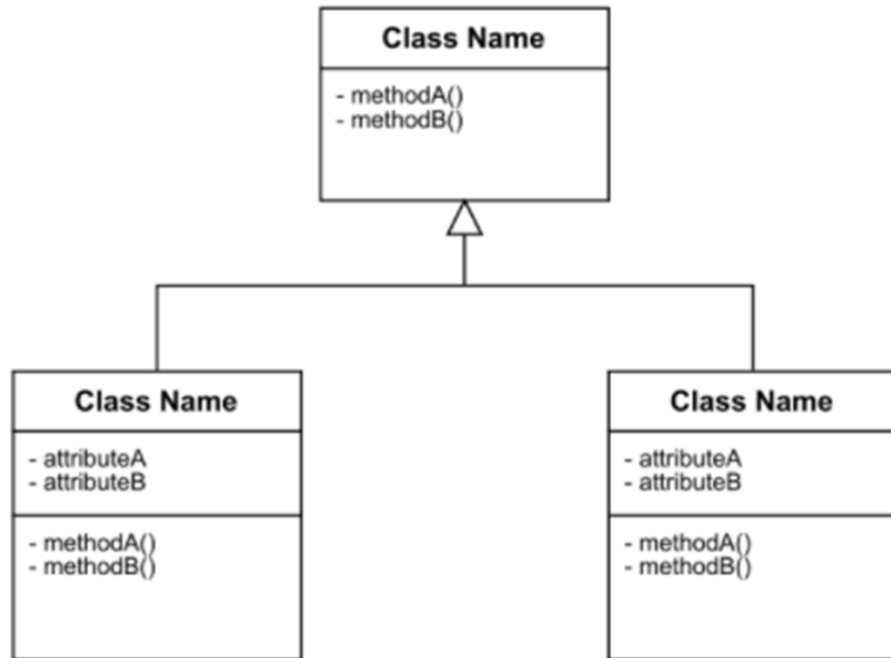 Class Name
- methodA()
- methodB()
Class Name
- attributeA
- attributeB
- methodA()
- methodB()
Class Name
- attributeA
- attributeB
- methodA()
- methodB()